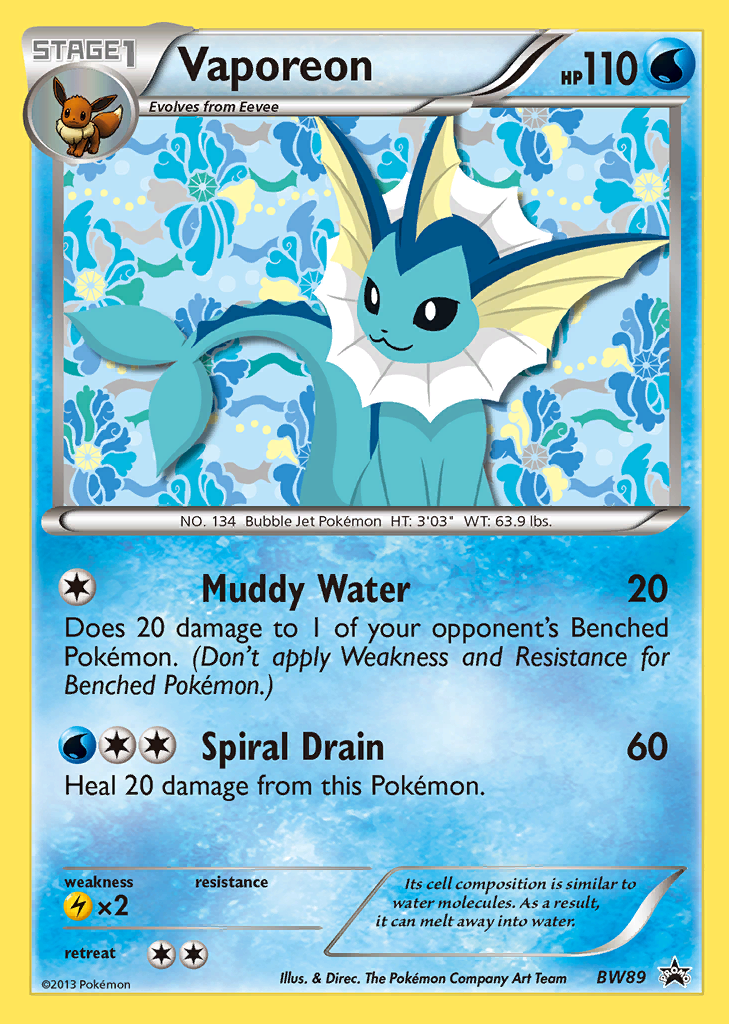 STAGE1
Vaporeon
HP110
Evolves from Eevee
NO. 134 Bubble Jet Pokémon HT: 3'03" WT: 63.9 lbs.
Muddy Water 20
Does 20 damage to 1 of your opponent's Benched
Pokémon. (Don't apply Weakness and Resistance for
Benched Pokémon.)
Spiral Drain 60
Heal 20 damage from this Pokémon.
weakness resistance
×2
Its cell composition is similar to
water molecules. As a result,
it can melt away into water.
retreat
©2013 Pokémon
Illus. & Direc. The Pokémon Company Art Team
BW89
PROMO